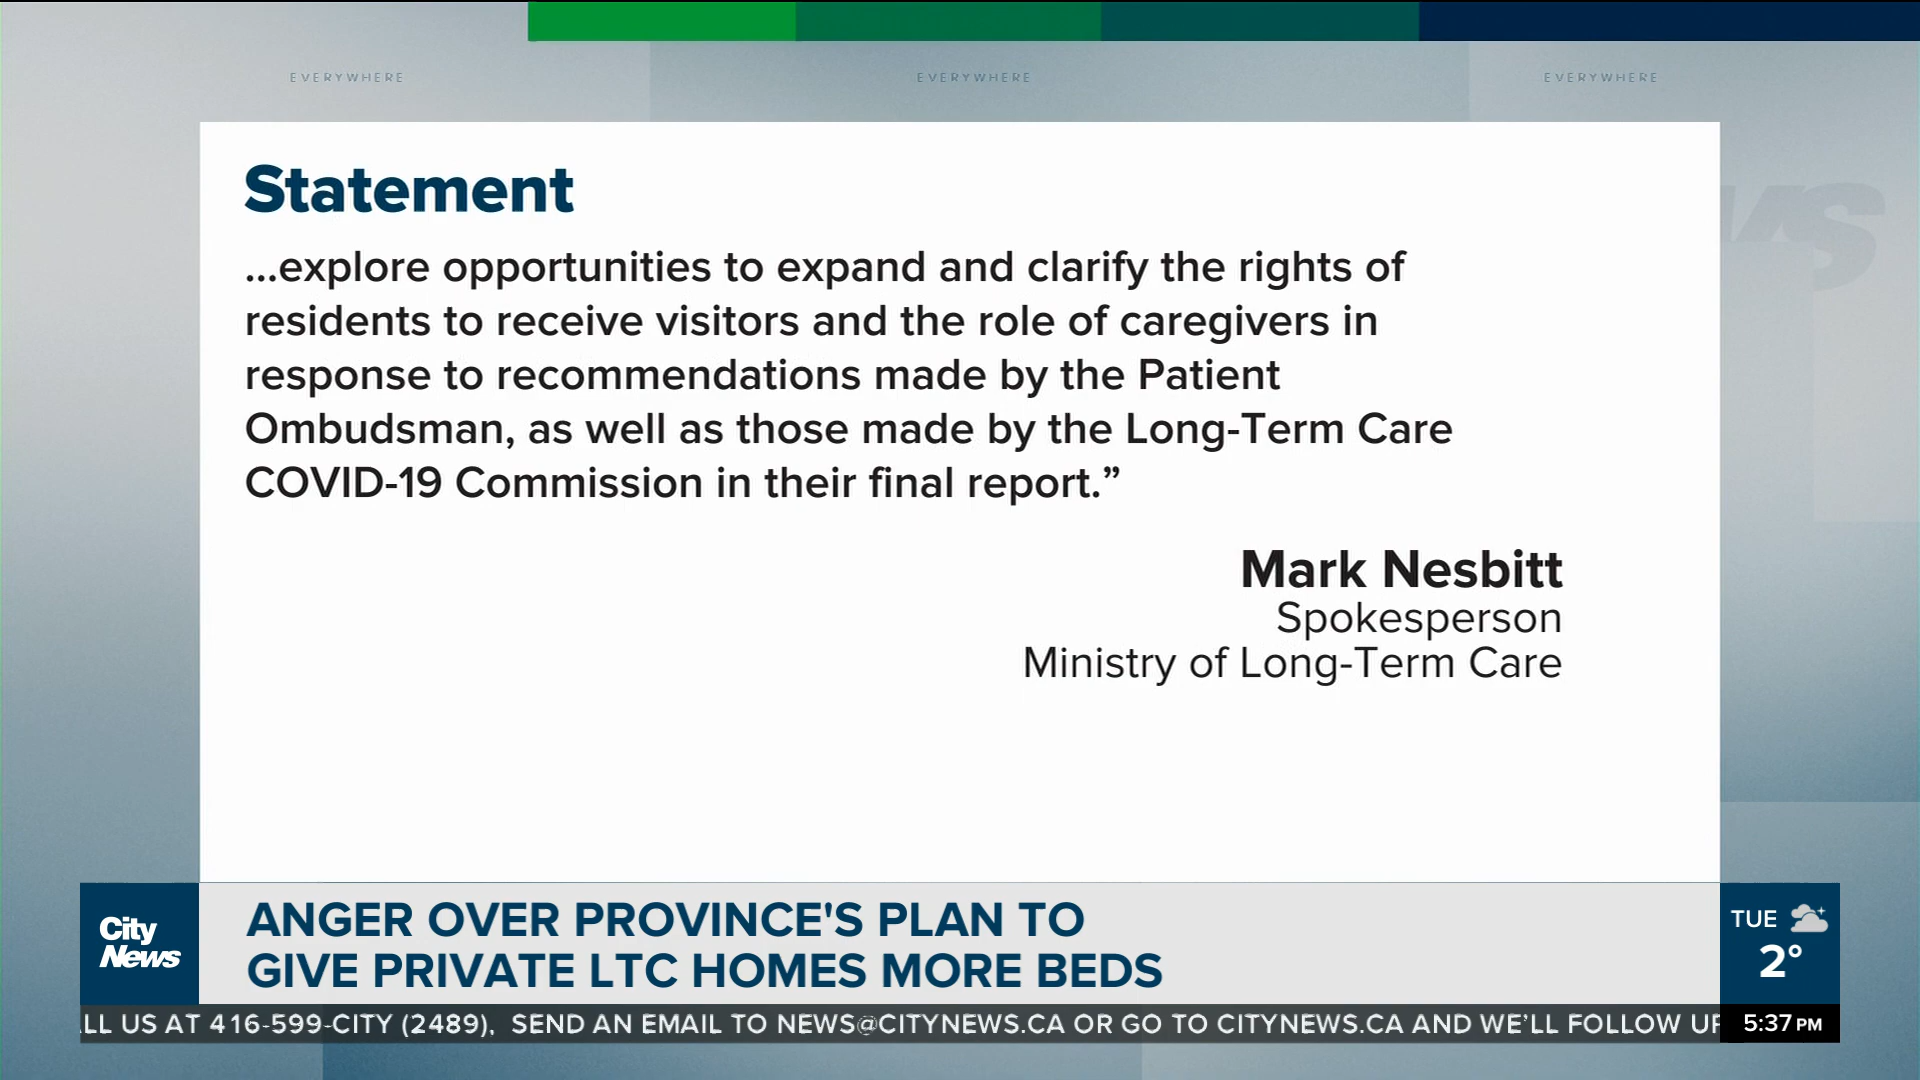 EVERYWHERE EVERYWHERE EVERYWHERE
Statement
...explore opportunities to expand and clarify the rights of
residents to receive visitors and the role of caregivers in
response to recommendations made by the Patient
Ombudsman, as well as those made by the Long-Term Care
COVID-19 Commission in their final report.”
Mark Nesbitt
Spokesperson
Ministry of Long-Term Care
City
News
ANGER OVER PROVINCE'S PLAN TO
GIVE PRIVATE LTC HOMES MORE BEDS
TUE
2°
LL US AT 416-599-CITY (2489), SEND AN EMAIL TO NEWS@CITYNEWS.CA OR GO TO CITYNEWS.CA AND WE'LL FOLLOW UP
5:37 PM